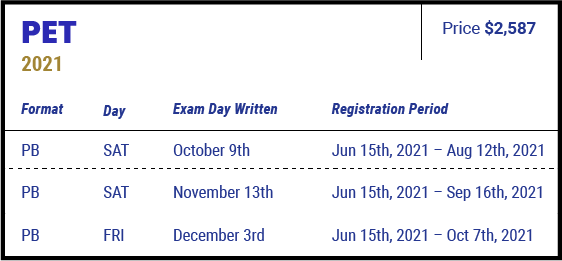 PET
Price $2,587
2021
Format Day Exam Day Written Registration Period
PB SAT October 9th Jun 15th, 2021 – Aug 12th, 2021
PB SAT November 13th Jun 15th, 2021 – Sep 16th, 2021
PB FRI December 3rd Jun 15th, 2021 – Oct 7th, 2021